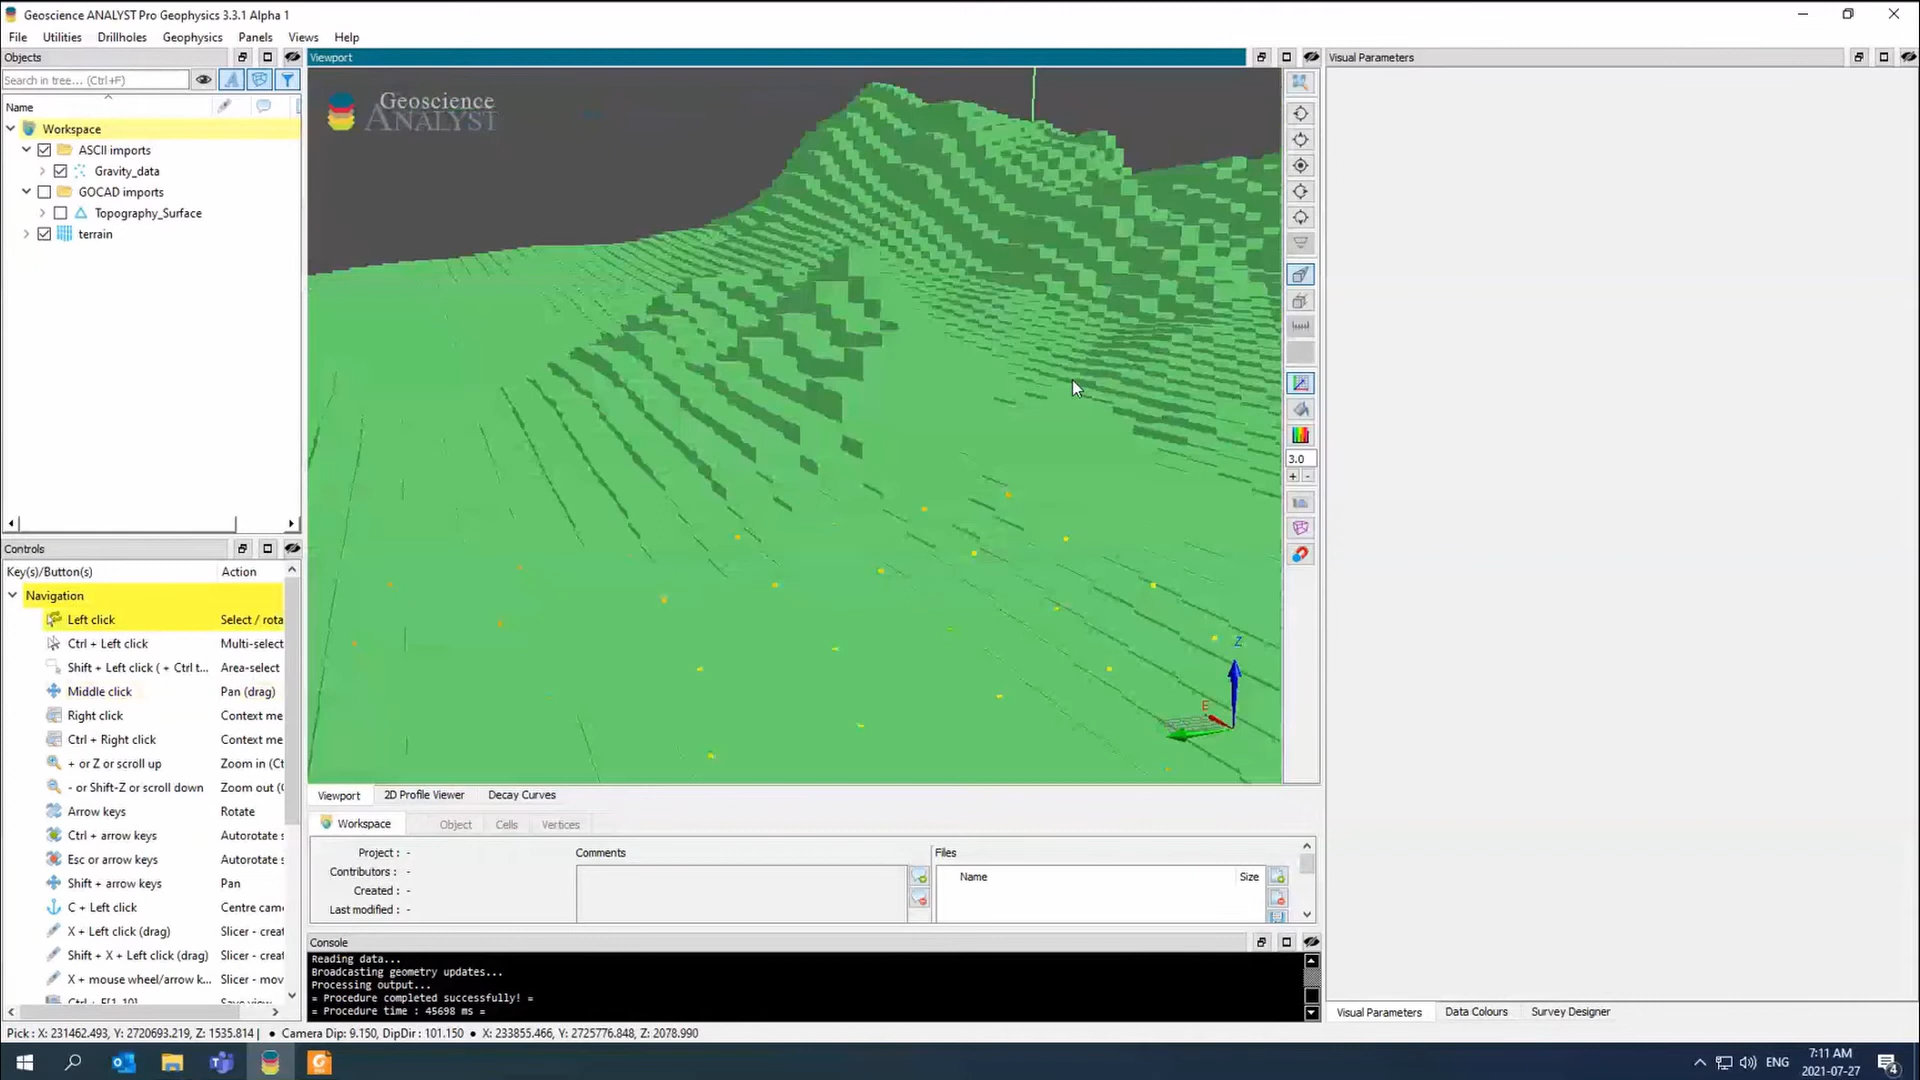 Geoscience ANALYST Pro Geophysics 3.3.1 Alpha 1
File Utilities Drillholes Geophysics Panels Views Help
Objects
Search in tree... (Ctrl+F)
Name
Workspace
ASCII imports
Gravity_data
GOCAD imports
Topography_Surface
terrain
Controls
Key(s)/Button(s) Action
Navigation
Left click Select / rota
Ctrl + Left click Multi-select
Shift + Left click ( + Ctrl t... Area-select
Middle click Pan (drag)
Right click Context me
Ctrl + Right click Context me
+ or Z or scroll up Zoom in (Ct
- or Shift-Z or scroll down Zoom out (C
Arrow keys Rotate
Ctrl + arrow keys Autorotate s
Esc or arrow keys Autorotate s
Shift + arrow keys Pan
C + Left click Centre cam
X + Left click (drag) Slicer - crea
Shift + X + Left click (drag) Slicer - crea
X + mouse wheel/arrow k... Slicer - mov
Viewport
Geoscience
ANALYST
Z
E
3.0
+ -
Viewport 2D Profile Viewer Decay Curves
Workspace Object Cells Vertices
Project : -
Contributors : -
Created : -
Last modified : -
Comments
Files
Name Size
Console
Reading data...
Broadcasting geometry updates...
Processing output...
= Procedure completed successfully! =
= Procedure time : 45698 ms =
Visual Parameters
Visual Parameters Data Colours Survey Designer
Pick : X: 231462.493, Y: 2720693.219, Z: 1535.814 | • Camera Dip: 9.150, DipDir: 101.150 • X: 233855.466, Y: 2725776.848, Z: 2078.990
ENG
7:11 AM
2021-07-27
4